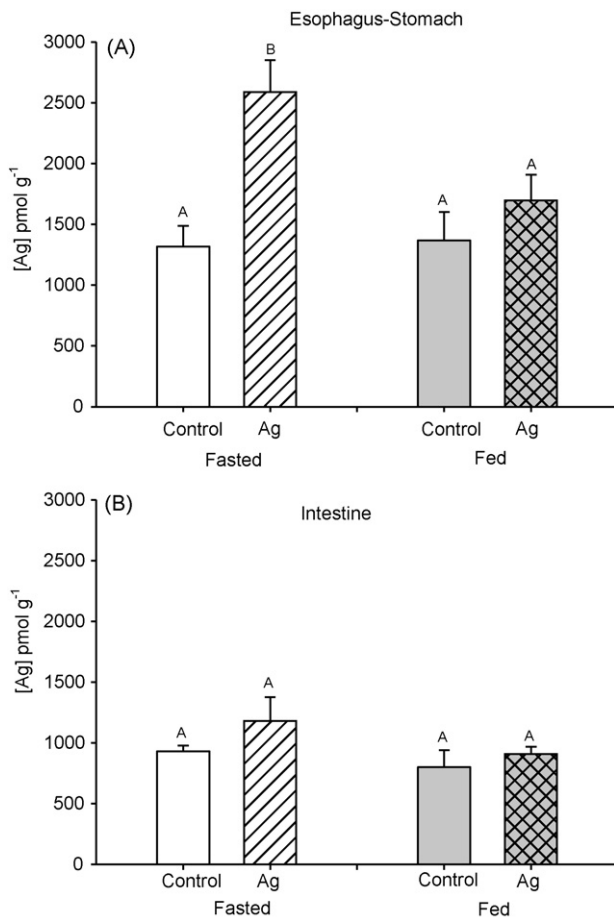 Esophagus-Stomach
(A)
3000
2500
2000
1500
1000
500
0
[Ag] pmol g⁻¹
A
B
A
A
Control Ag Control Ag
Fasted Fed
(B)
Intestine
3000
2500
2000
1500
1000
500
0
[Ag] pmol g⁻¹
A
A
A
A
Control Ag Control Ag
Fasted Fed